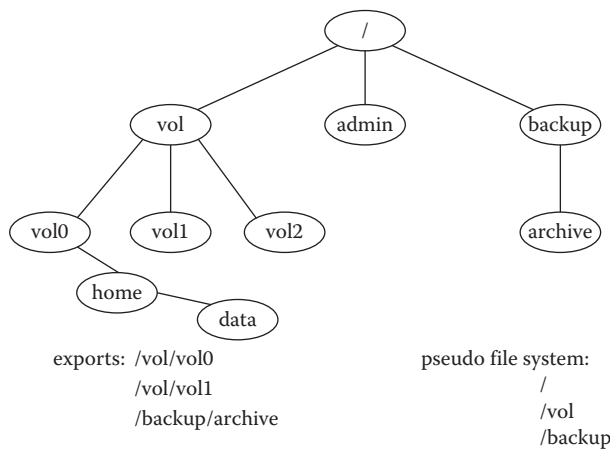 /
vol admin backup
vol0 vol1 vol2 archive
home
data
exports: /vol/vol0
/vol/vol1
/backup/archive
pseudo file system:
/
/vol
/backup